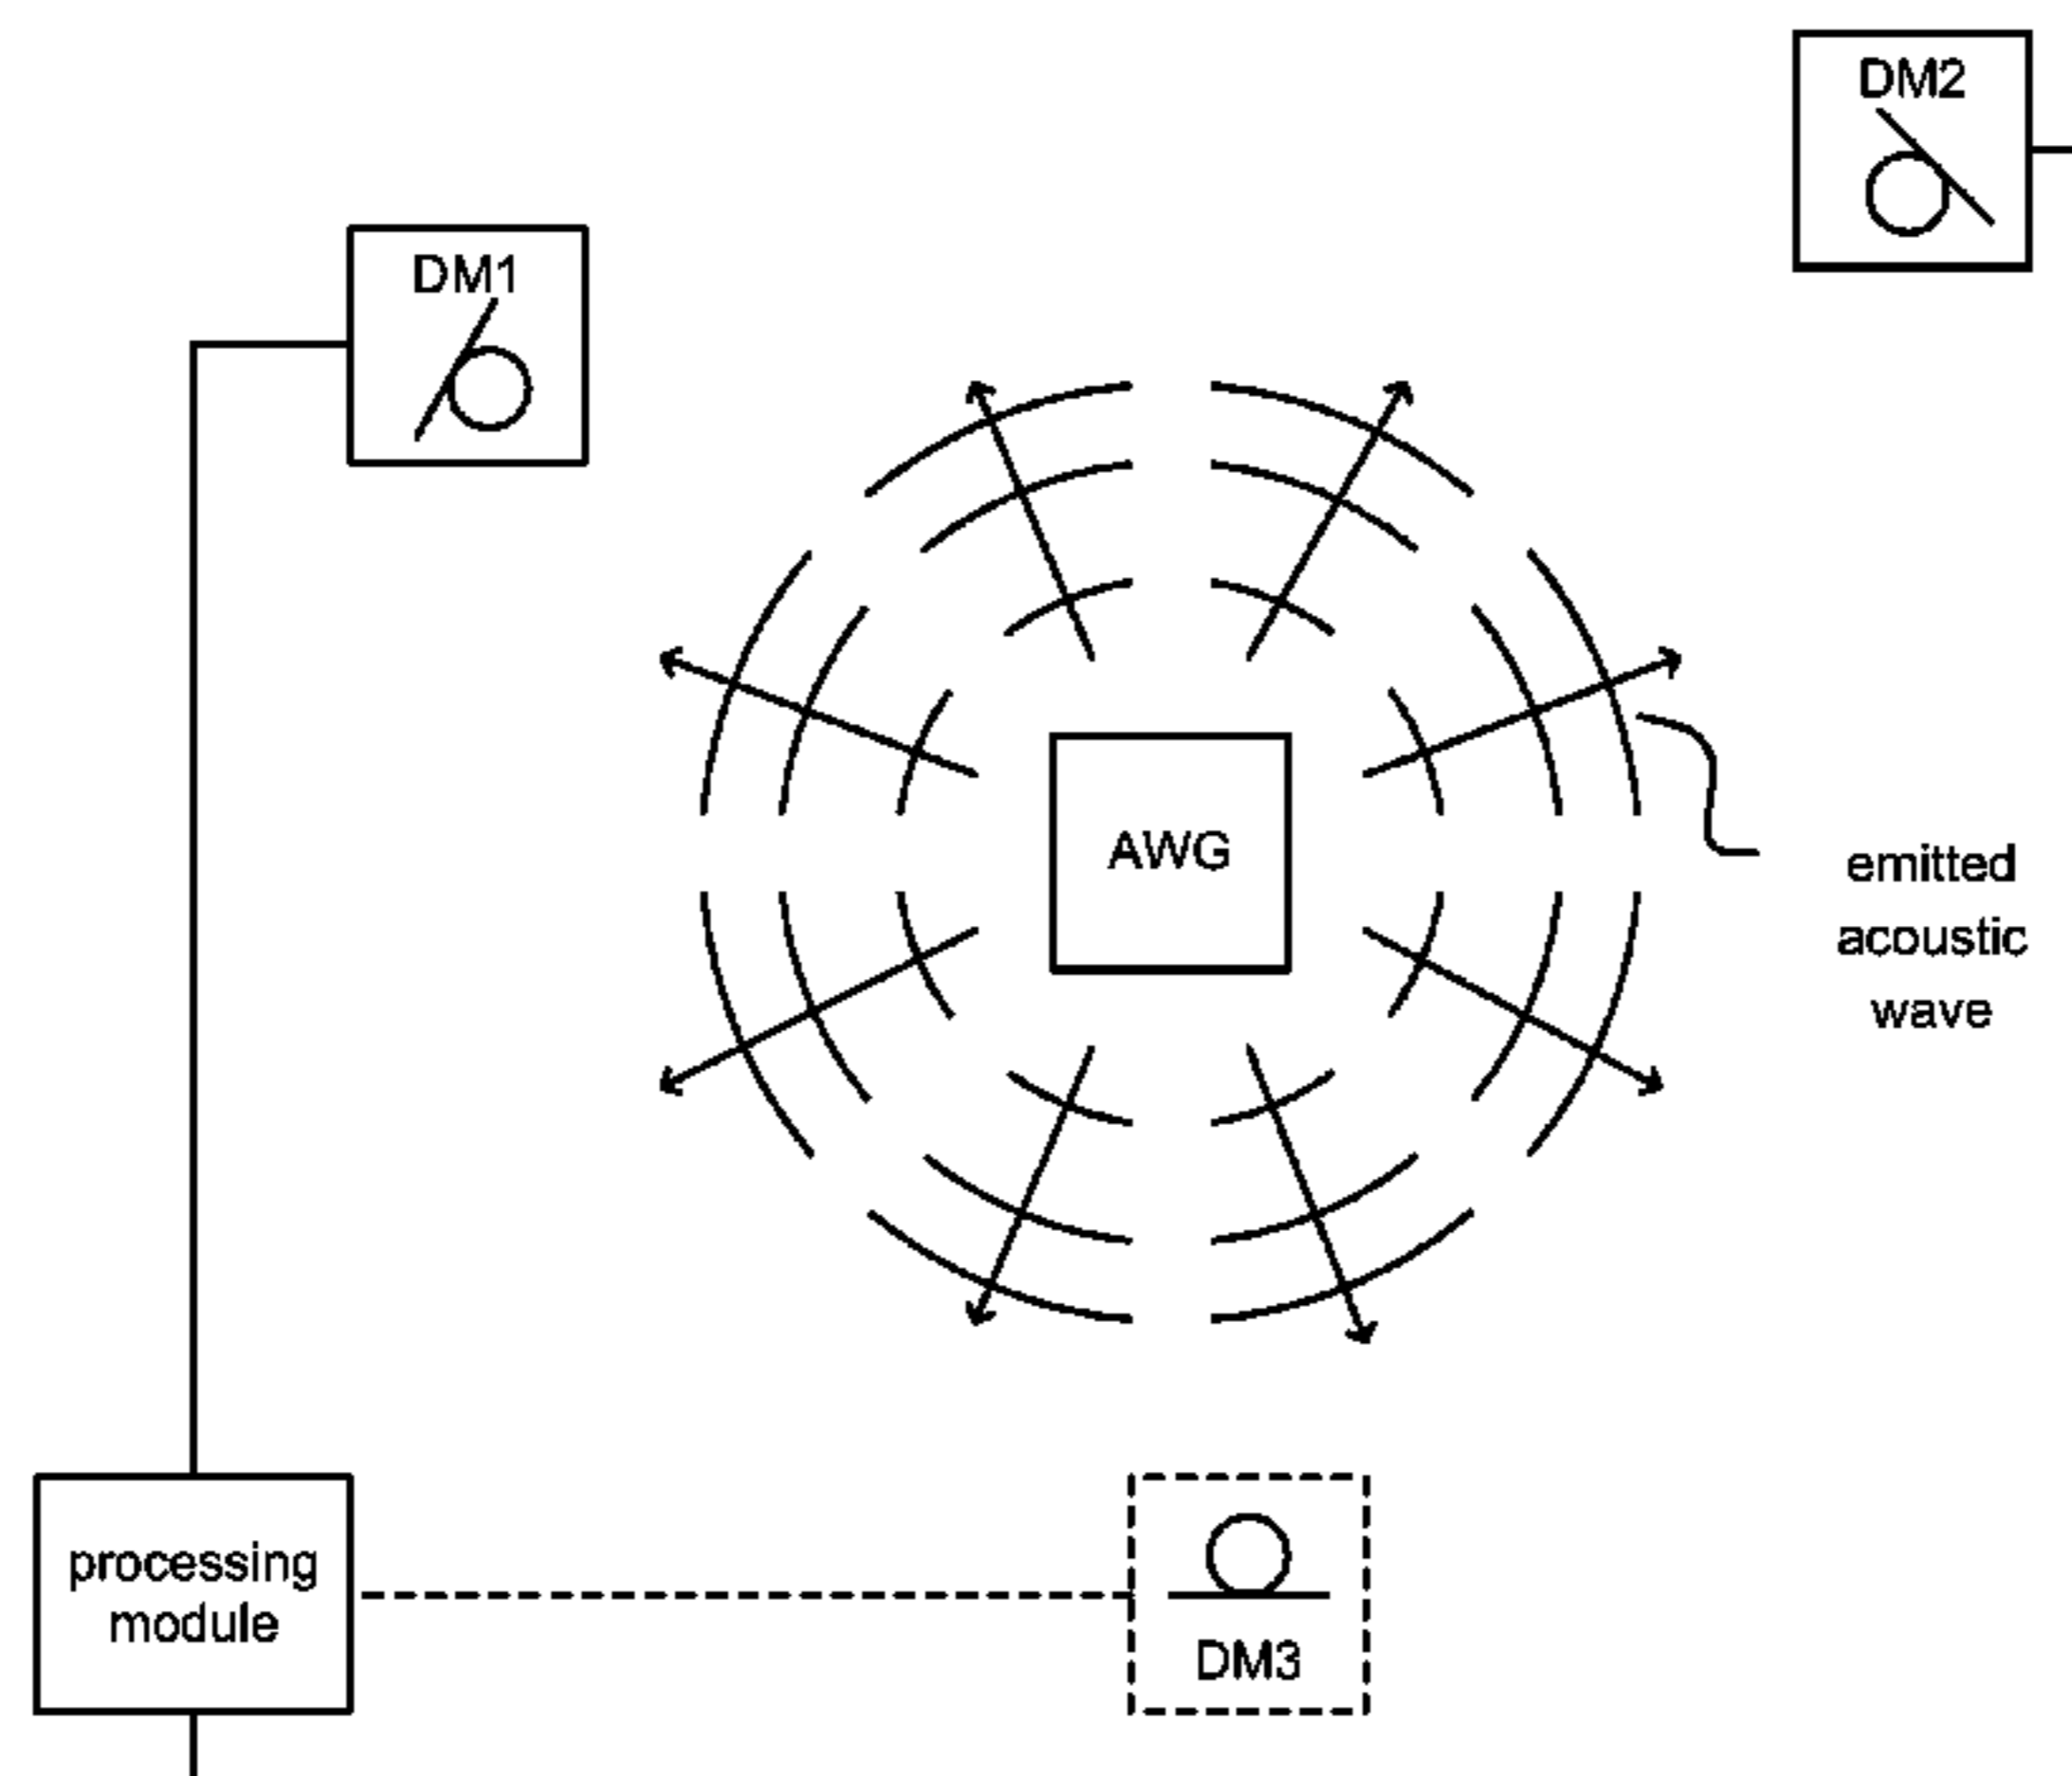 DM2
DM1
AWG
emitted
acoustic
wave
processing
module
DM3